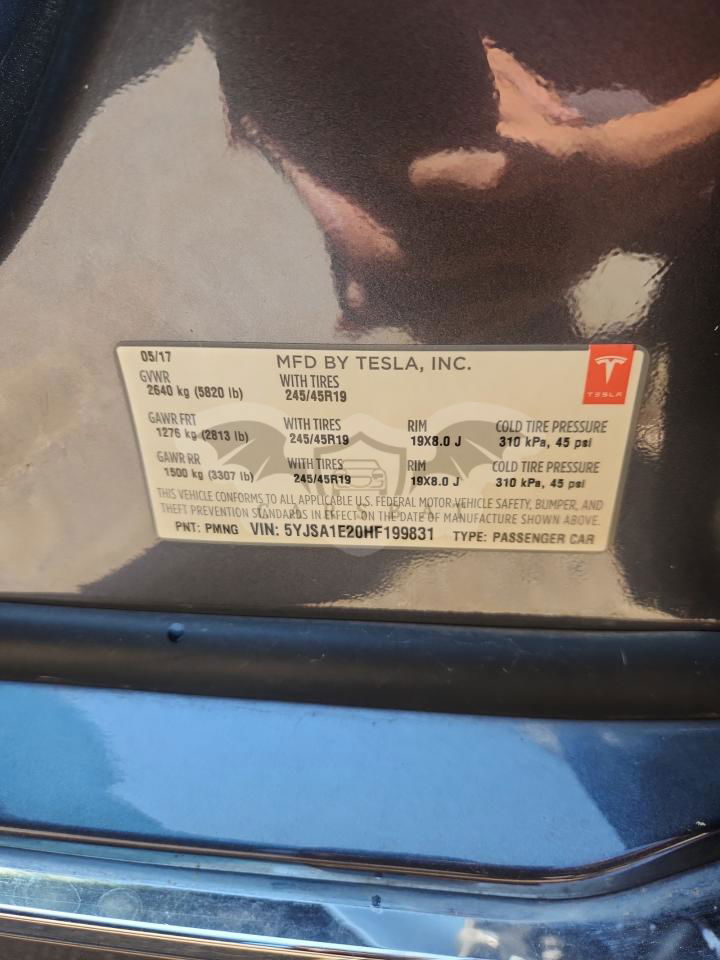 05/17
MFD BY TESLA, INC.
GVWR
2640 kg (5820 lb)
WITH TIRES
245/45R19
TESLA
GAWR FRT
1276 kg (2813 lb)
WITH TIRES
245/45R19
RIM
19X8.0 J
COLD TIRE PRESSURE
310 kPa, 45 psi
GAWR RR
1500 kg (3307 lb)
WITH TIRES
245/45R19
RIM
19X8.0 J
COLD TIRE PRESSURE
310 kPa, 45 psi
THIS VEHICLE CONFORMS TO ALL APPLICABLE U.S. FEDERAL MOTOR VEHICLE SAFETY, BUMPER, AND
THEFT PREVENTION STANDARDS IN EFFECT ON THE DATE OF MANUFACTURE SHOWN ABOVE.
PNT: PMNG VIN: 5YJSA1E20HF199831 TYPE: PASSENGER CAR